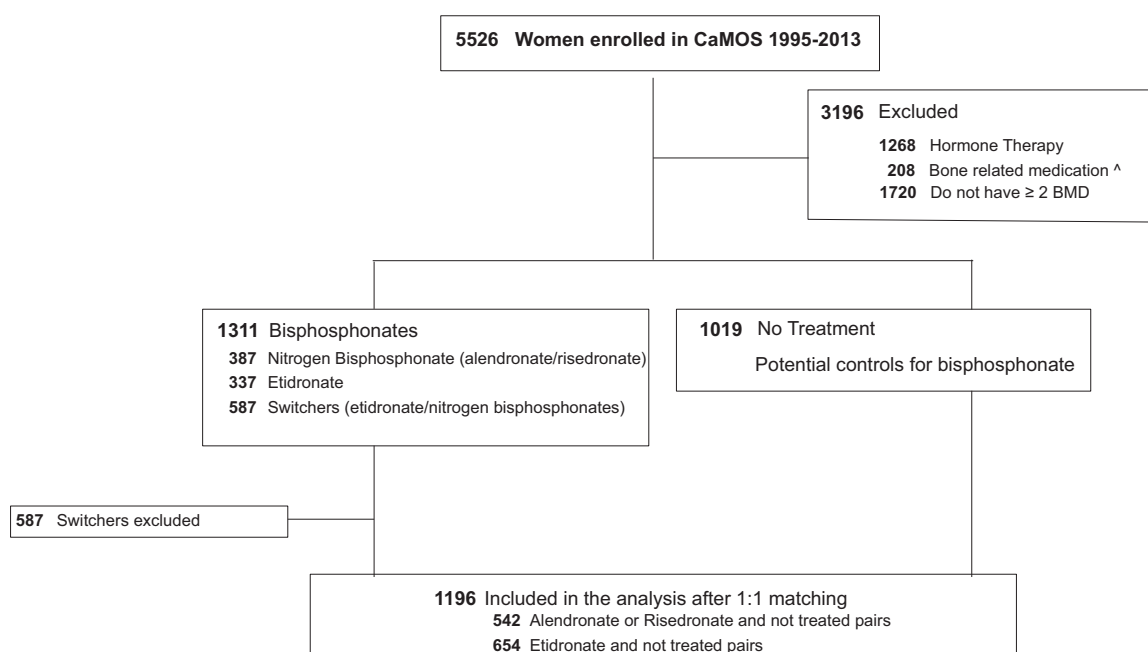 5526 Women enrolled in CaMOS 1995-2013
3196 Excluded
1268 Hormone Therapy
208 Bone related medication ^
1720 Do not have ≥ 2 BMD
1311 Bisphosphonates
387 Nitrogen Bisphosphonate (alendronate/risedronate)
337 Etidronate
587 Switchers (etidronate/nitrogen bisphosphonates)
1019 No Treatment
Potential controls for bisphosphonate
587 Switchers excluded
1196 Included in the analysis after 1:1 matching
542 Alendronate or Risedronate and not treated pairs
654 Etidronate and not treated pairs